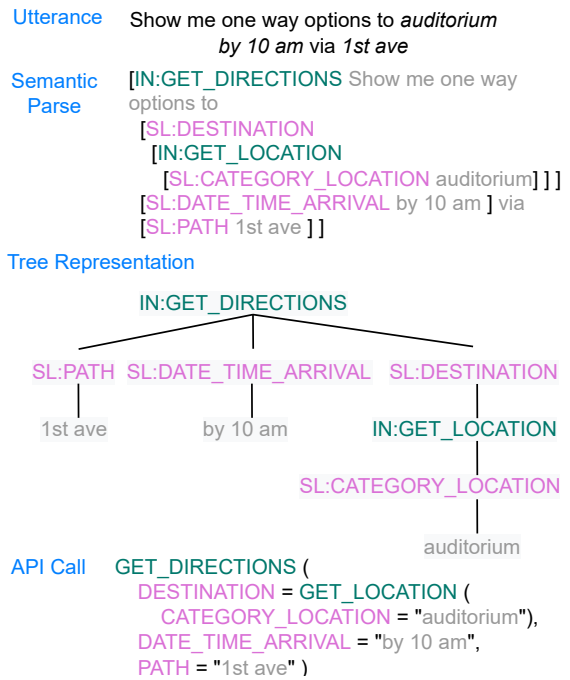 Utterance Show me one way options to auditorium
by 10 am via 1st ave
Semantic Parse [IN:GET_DIRECTIONS Show me one way
options to
[SL:DESTINATION
[IN:GET_LOCATION
[SL:CATEGORY_LOCATION auditorium] ] ]
[SL:DATE_TIME_ARRIVAL by 10 am ] via
[SL:PATH 1st ave ] ]
Tree Representation
IN:GET_DIRECTIONS
SL:PATH SL:DATE_TIME_ARRIVAL SL:DESTINATION
1st ave by 10 am IN:GET_LOCATION
SL:CATEGORY_LOCATION
auditorium
API Call GET_DIRECTIONS (
DESTINATION = GET_LOCATION (
CATEGORY_LOCATION = "auditorium"),
DATE_TIME_ARRIVAL = "by 10 am",
PATH = "1st ave" )